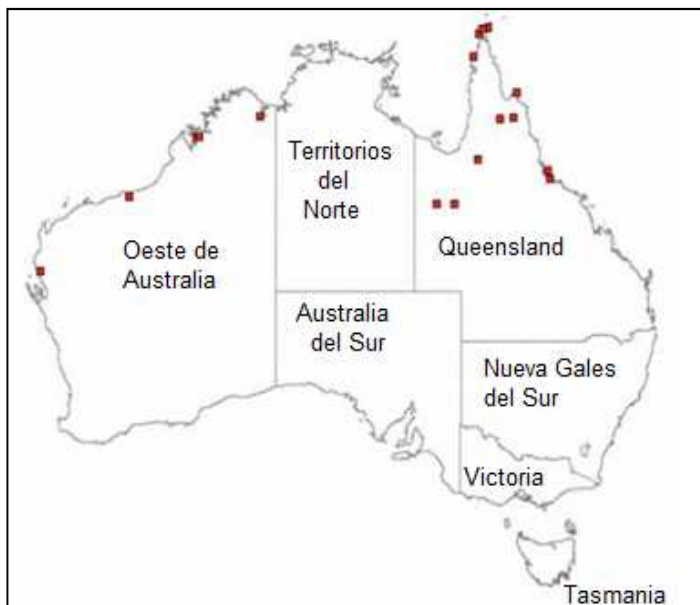 Territorios
del
Norte
Oeste de
Australia
Queensland
Australia
del Sur
Nueva Gales
del Sur
Victoria
Tasmania